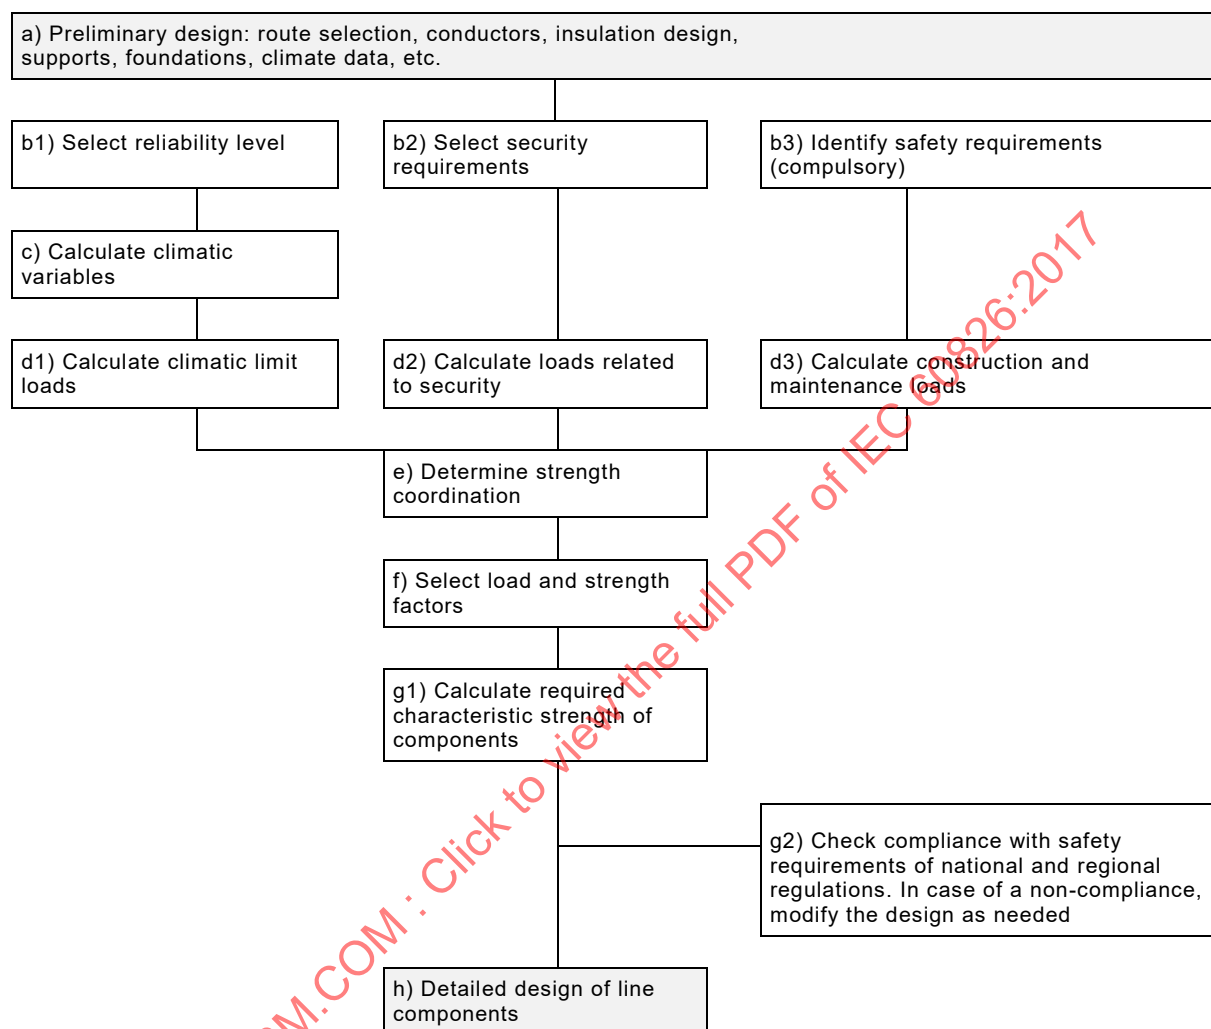 a) Preliminary design: route selection, conductors, insulation design,
supports, foundations, climate data, etc.
b1) Select reliability level
b2) Select security
requirements
b3) Identify safety requirements
(compulsory)
c) Calculate climatic
variables
d1) Calculate climatic limit
loads
d2) Calculate loads related
to security
d3) Calculate construction and
maintenance loads
e) Determine strength
coordination
f) Select load and strength
factors
g1) Calculate required
characteristic strength of
components
g2) Check compliance with safety
requirements of national and regional
regulations. In case of a non-compliance,
modify the design as needed
h) Detailed design of line
components
M.COM : Click to view the full PDF of IEC 60826:2017